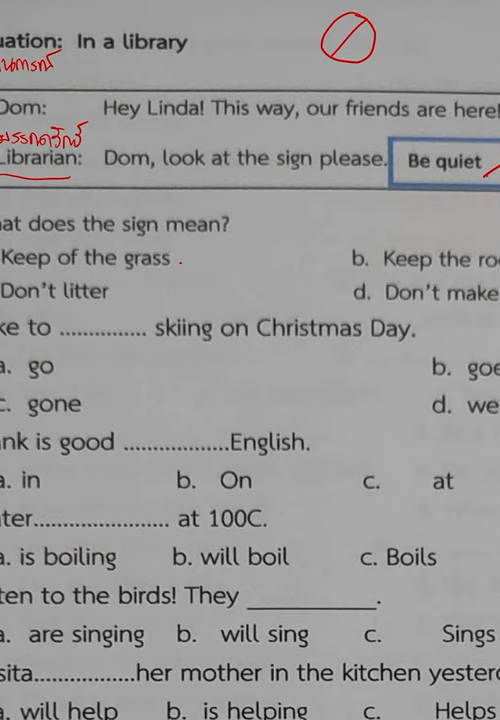 uation: In a library
Dom: Hey Linda! This way, our friends are here!
Librarian: Dom, look at the sign please. Be quiet
at does the sign mean?
Keep of the grass .
b. Keep the ro
Don't litter
d. Don't make
ke to ............... skiing on Christmas Day.
a. go
b. goe
c. gone
d. we
nk is good ..................English.
a. in b. On c. at
ter....................... at 100C.
a. is boiling b. will boil c. Boils
ten to the birds! They ____________.
a. are singing b. will sing c. Sings
sita.................her mother in the kitchen yester
a. will help b. is helping c. Helps